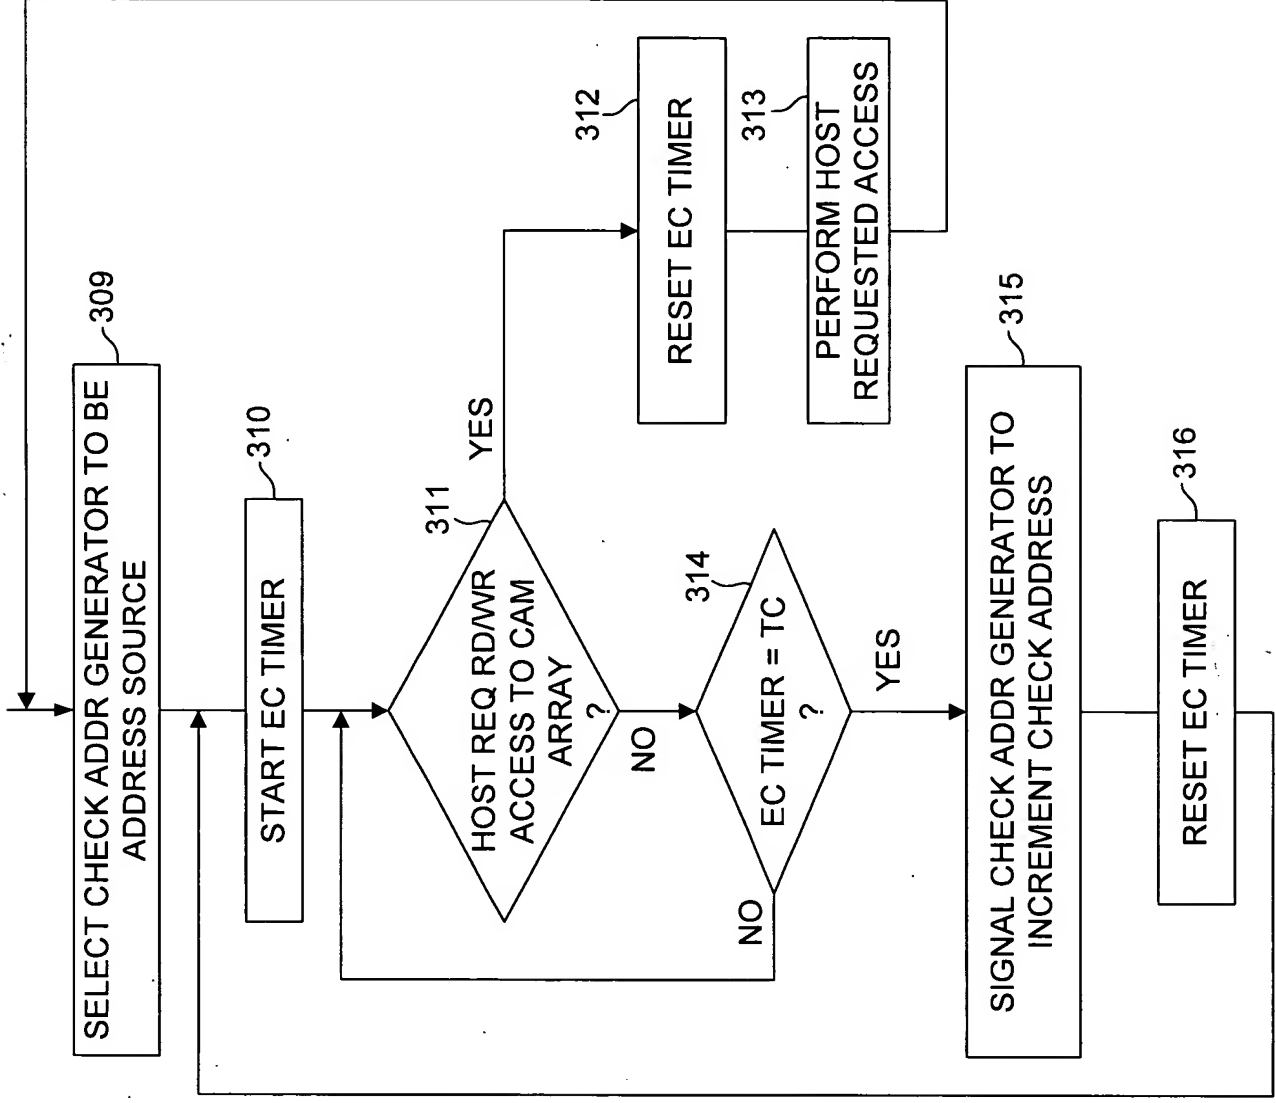 SELECT CHECK ADDR GENERATOR TO BE
ADDRESS SOURCE
309
START EC TIMER
310
HOST REQ RD/WR
ACCESS TO CAM
ARRAY
?
311
YES
NO
RESET EC TIMER
312
PERFORM HOST
REQUESTED ACCESS
313
EC TIMER = TC
?
314
NO
YES
SIGNAL CHECK ADDR GENERATOR TO
INCREMENT CHECK ADDRESS
315
RESET EC TIMER
316